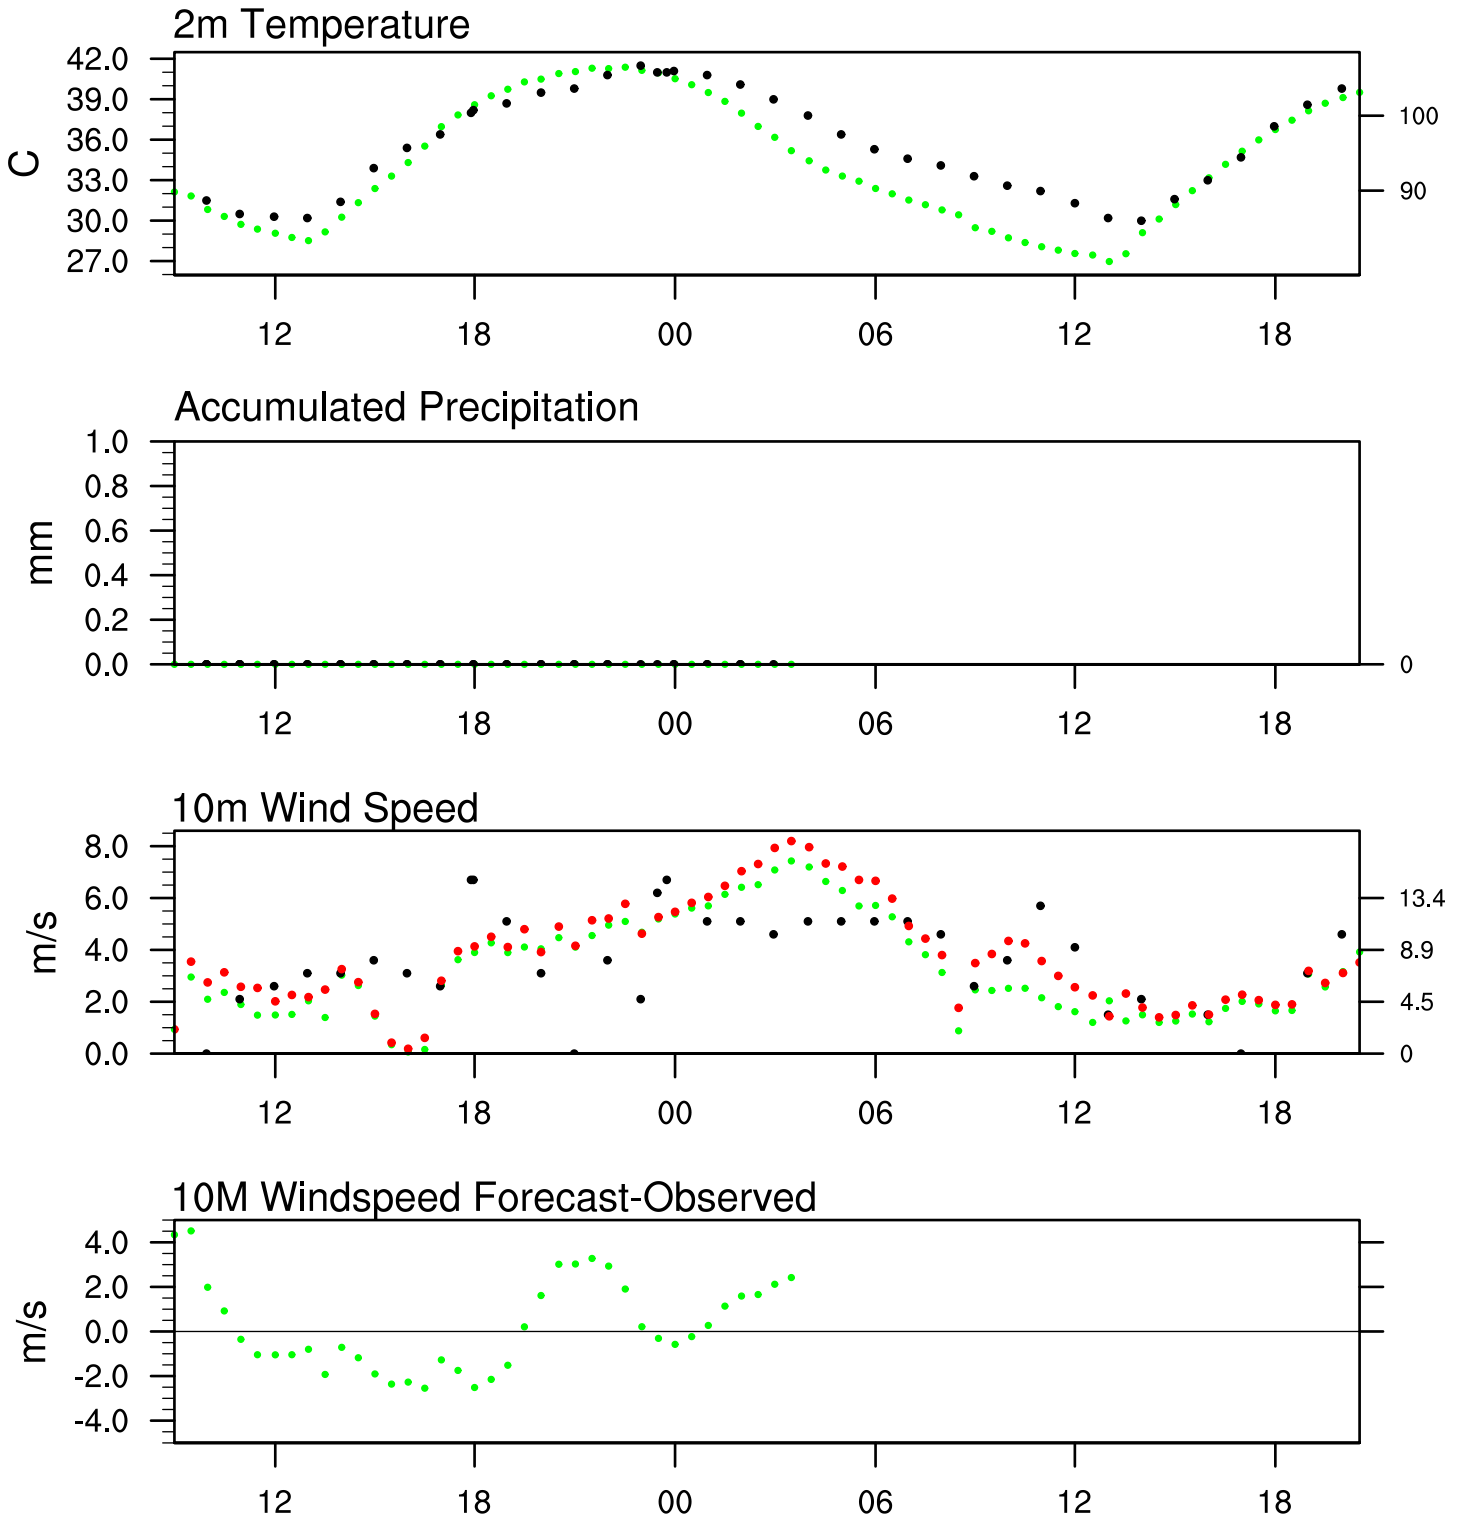 2m Temperature
42.0
39.0
36.0
33.0
30.0
27.0
C
100
90
12 18 00 06 12 18
Accumulated Precipitation
1.0
0.8
0.6
0.4
0.2
0.0
mm
0
12 18 00 06 12 18
10m Wind Speed
8.0
6.0
4.0
2.0
0.0
m/s
13.4
8.9
4.5
0
12 18 00 06 12 18
10M Windspeed Forecast-Observed
4.0
2.0
0.0
-2.0
-4.0
m/s
12 18 00 06 12 18